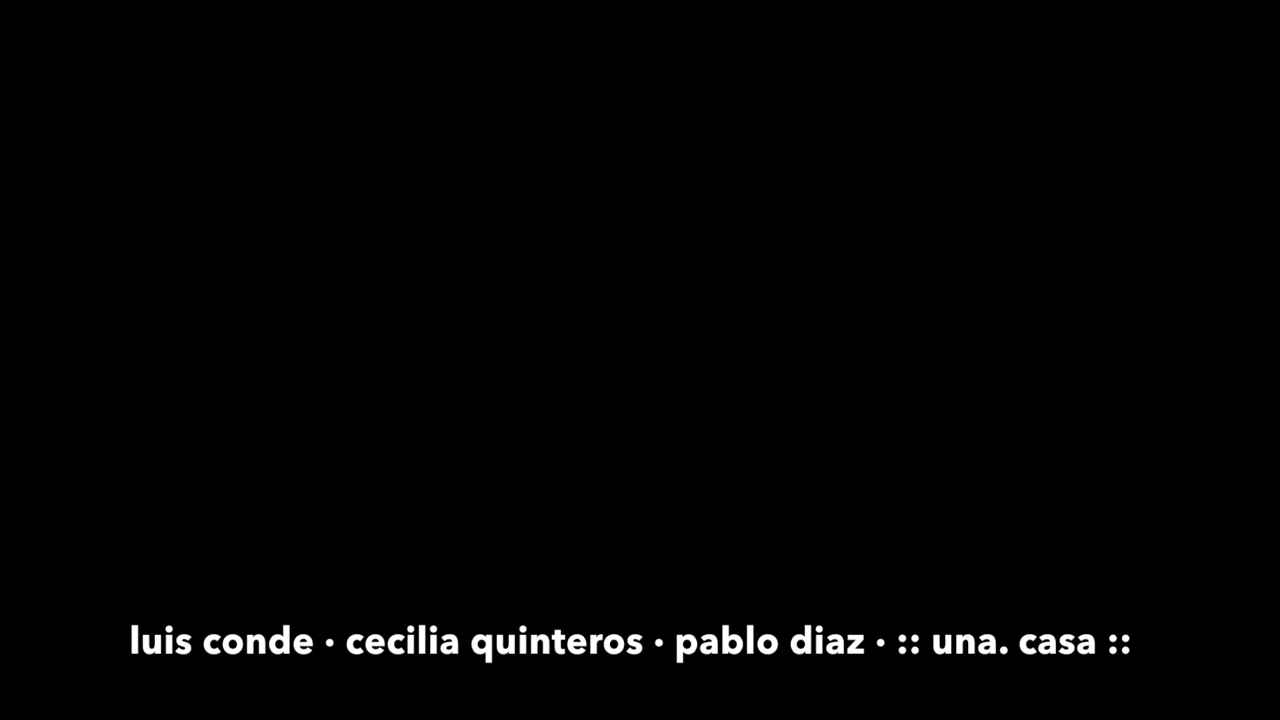 luis conde · cecilia quinteros · pablo diaz · :: una. casa ::